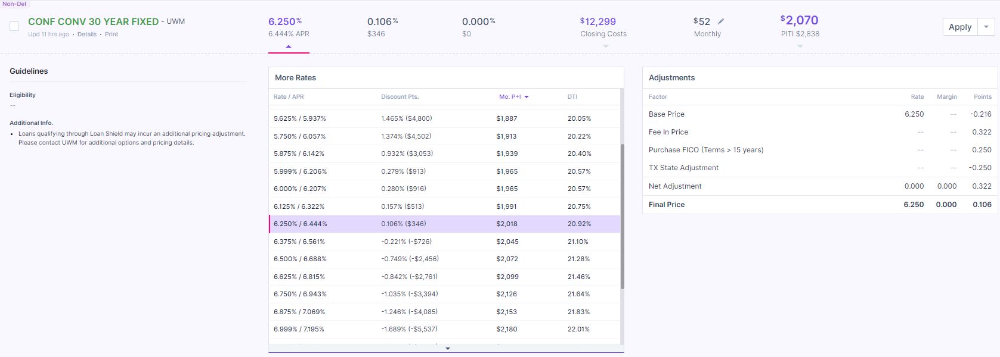 Non-Del
CONF CONV 30 YEAR FIXED - UWM
Upd 11 hrs ago • Details • Print
6.250%
6.444% APR
0.106%
$346
0.000%
$0
$12,299
Closing Costs
$52
Monthly
$2,070
PITI $2,838
Apply
Guidelines
Eligibility
--
Additional Info.
• Loans qualifying through Loan Shield may incur an additional pricing adjustment.
Please contact UWM for additional options and pricing details.
More Rates
Rate / APR Discount Pts. Mo. P+I DTI
5.625% / 5.937% 1.465% ($4,800) $1,887 20.05%
5.750% / 6.057% 1.374% ($4,502) $1,913 20.22%
5.875% / 6.142% 0.932% ($3,053) $1,939 20.40%
5.999% / 6.206% 0.279% ($913) $1,965 20.57%
6.000% / 6.207% 0.280% ($916) $1,965 20.57%
6.125% / 6.322% 0.157% ($513) $1,991 20.75%
6.250% / 6.444% 0.106% ($346) $2,018 20.92%
6.375% / 6.561% -0.221% (-$726) $2,045 21.10%
6.500% / 6.688% -0.749% (-$2,456) $2,072 21.28%
6.625% / 6.815% -0.842% (-$2,761) $2,099 21.46%
6.750% / 6.943% -1.035% (-$3,394) $2,126 21.64%
6.875% / 7.069% -1.246% (-$4,085) $2,153 21.83%
6.999% / 7.195% -1.689% (-$5,537) $2,180 22.01%
Adjustments
Factor Rate Margin Points
Base Price 6.250 -- -0.216
Fee In Price -- -- 0.322
Purchase FICO (Terms > 15 years) -- -- 0.250
TX State Adjustment -- -- -0.250
Net Adjustment 0.000 0.000 0.322
Final Price 6.250 0.000 0.106